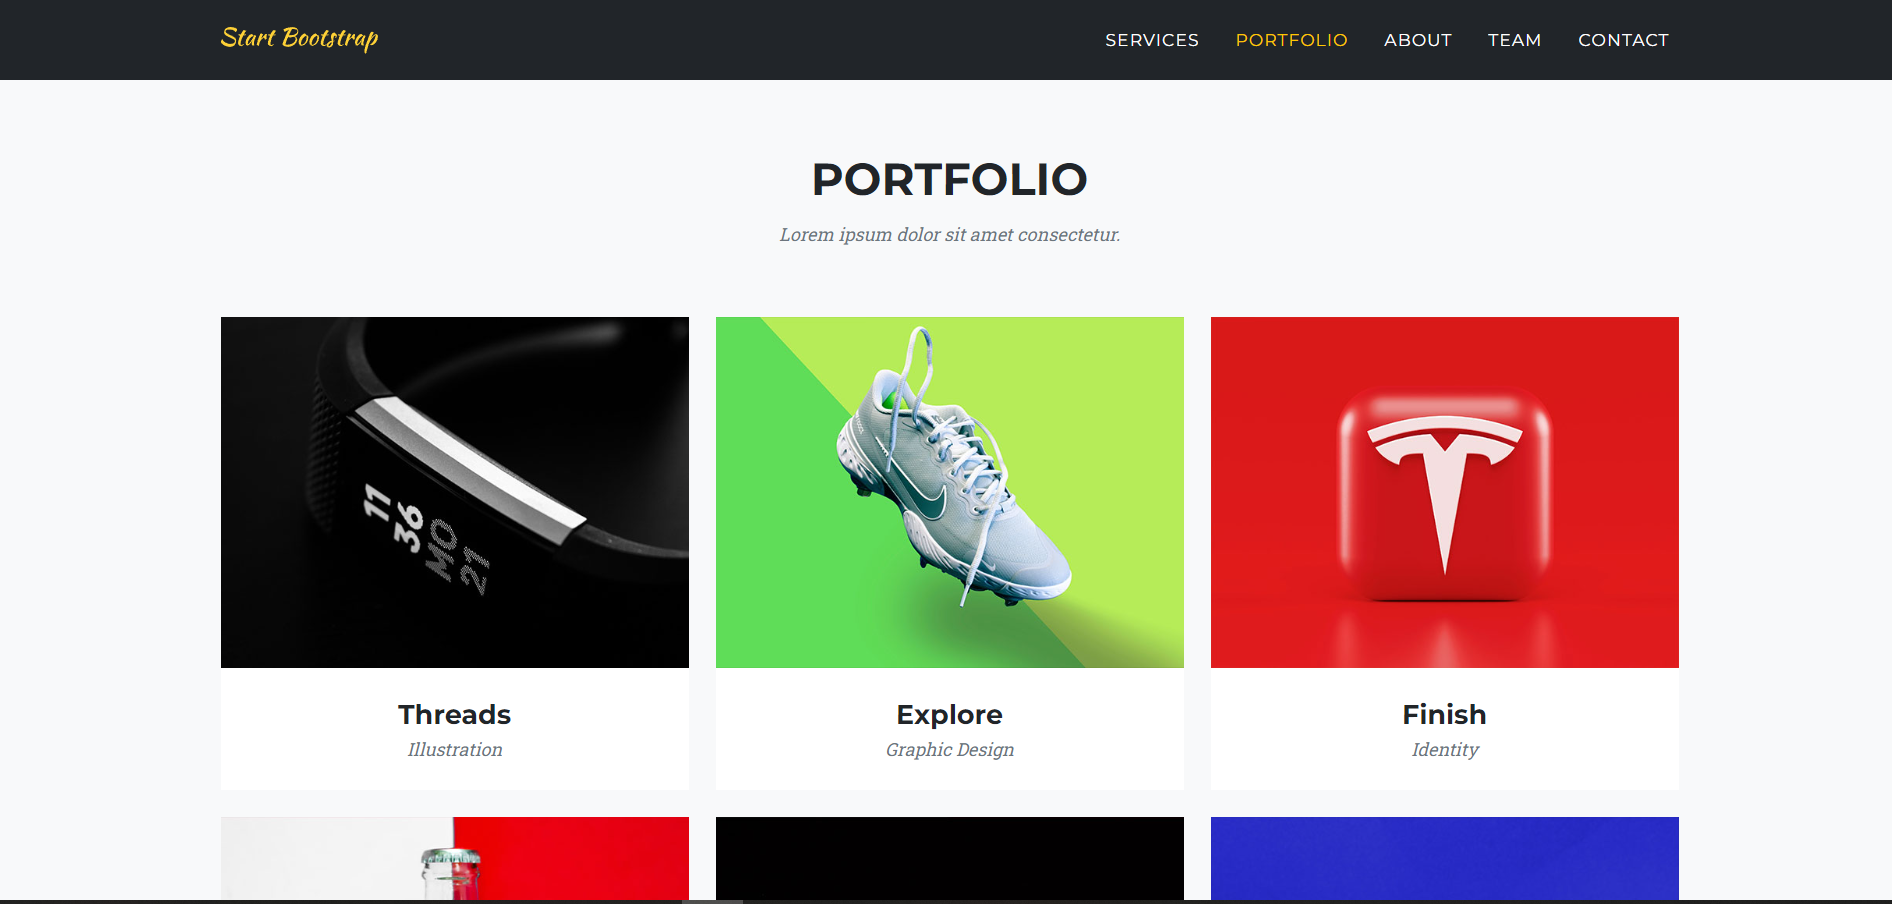 Start Bootstrap
SERVICES PORTFOLIO ABOUT TEAM CONTACT
PORTFOLIO
Lorem ipsum dolor sit amet consectetur.
11
36
MO
21
Threads
Illustration
Explore
Graphic Design
Finish
Identity